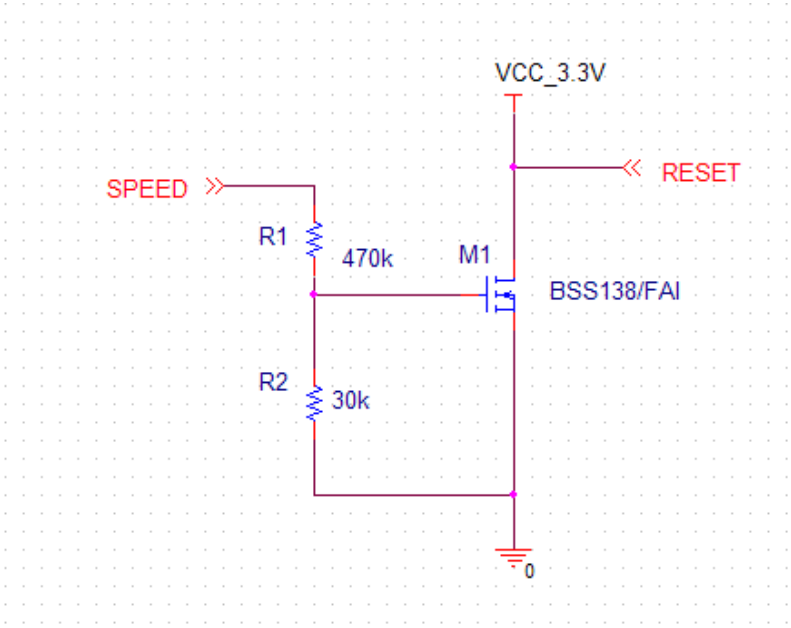 VCC_3.3V
SPEED
RESET
R1
470k
M1
BSS138/FAI
R2
30k
0